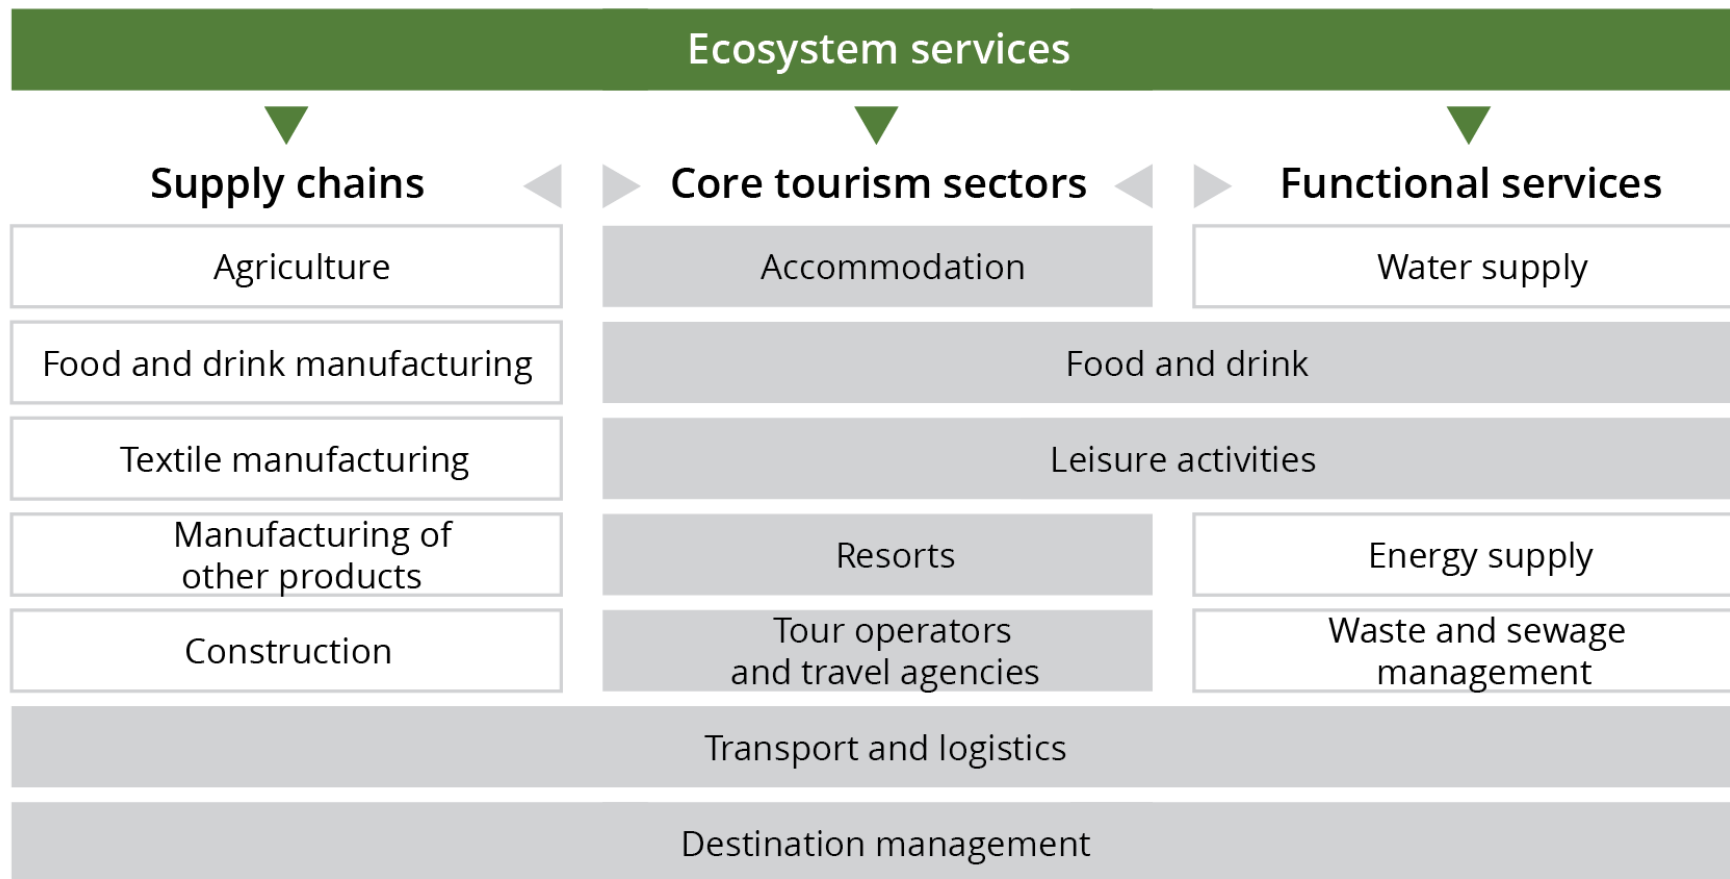 Ecosystem services
Supply chains
Core tourism sectors
Functional services
Agriculture
Accommodation
Water supply
Food and drink manufacturing
Food and drink
Textile manufacturing
Leisure activities
Manufacturing of
other products
Resorts
Energy supply
Construction
Tour operators
and travel agencies
Waste and sewage
management
Transport and logistics
Destination management